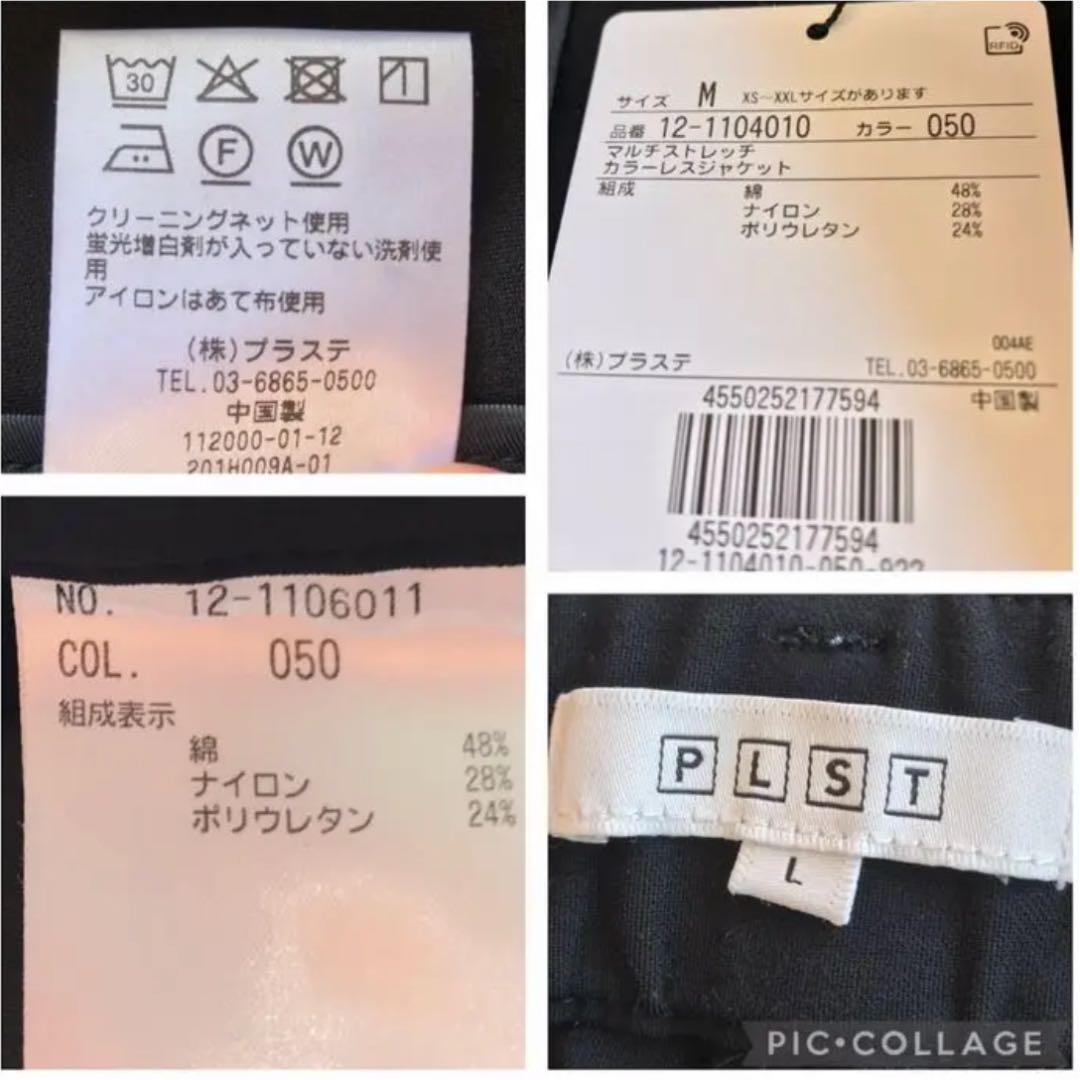 30
F W
クリーニングネット使用
蛍光増白剤が入っていない洗剤使
用
アイロンはあて布使用
(株)プラステ
TEL.03-6865-0500
中国製
112000-01-12
201H009A-01
RFID
サイズ M XS~XXLサイズがあります
品番 12-1104010 カラー 050
マルチストレッチ
カラーレスジャケット
組成 綿 48%
ナイロン 28%
ポリウレタン 24%
004AE
(株)プラステ TEL.03-6865-0500
4550252177594 中国製
4550252177594
12-1104010-050-922
NO. 12-1106011
COL. 050
組成表示
綿 48%
ナイロン 28%
ポリウレタン 24%
PLST
L
PIC•COLLAGE